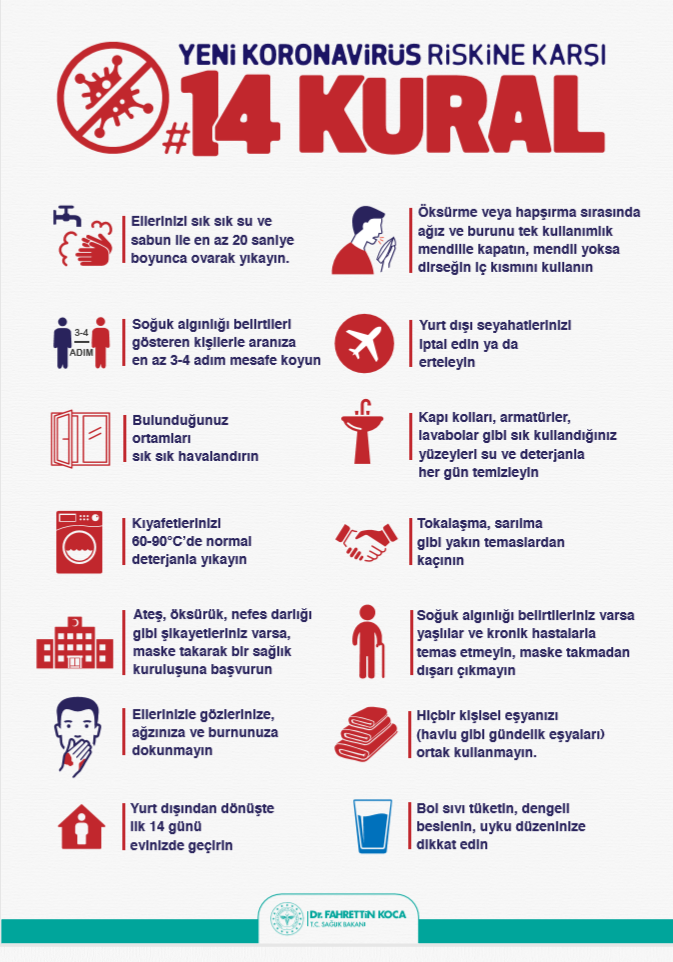 YENİ KORONAVİRÜS RİSKİNE KARŞI
#14 KURAL
Ellerinizi sık sık su ve
sabun ile en az 20 saniye
boyunca ovarak yıkayın.
Öksürme veya hapşırma sırasında
ağız ve burunu tek kullanımlık
mendille kapatın, mendil yoksa
dirseğin iç kısmını kullanın
3-4
ADIM
Soğuk algınlığı belirtileri
gösteren kişilerle aranıza
en az 3-4 adım mesafe koyun
Yurt dışı seyahatlerinizi
iptal edin ya da
erteleyin
Bulunduğunuz
ortamları
sık sık havalandırın
Kapı kolları, armatürler,
lavabolar gibi sık kullandığınız
yüzeyleri su ve deterjanla
her gün temizleyin
Kıyafetlerinizi
60-90°C'de normal
deterjanla yıkayın
Tokalaşma, sarılma
gibi yakın temaslardan
kaçının
Ateş, öksürük, nefes darlığı
gibi şikayetleriniz varsa,
maske takarak bir sağlık
kuruluşuna başvurun
Soğuk algınlığı belirtileriniz varsa
yaşlılar ve kronik hastalarla
temas etmeyin, maske takmadan
dışarı çıkmayın
Ellerinizle gözlerinize,
ağzınıza ve burnunuza
dokunmayın
Hiçbir kişisel eşyanızı
(havlu gibi gündelik eşyaları)
ortak kullanmayın.
Yurt dışından dönüşte
ilk 14 günü
evinizde geçirin
Bol sıvı tüketin, dengeli
beslenin, uyku düzeninize
dikkat edin
Dr. FAHRETTİN KOCA
T.C. SAĞLIK BAKANI